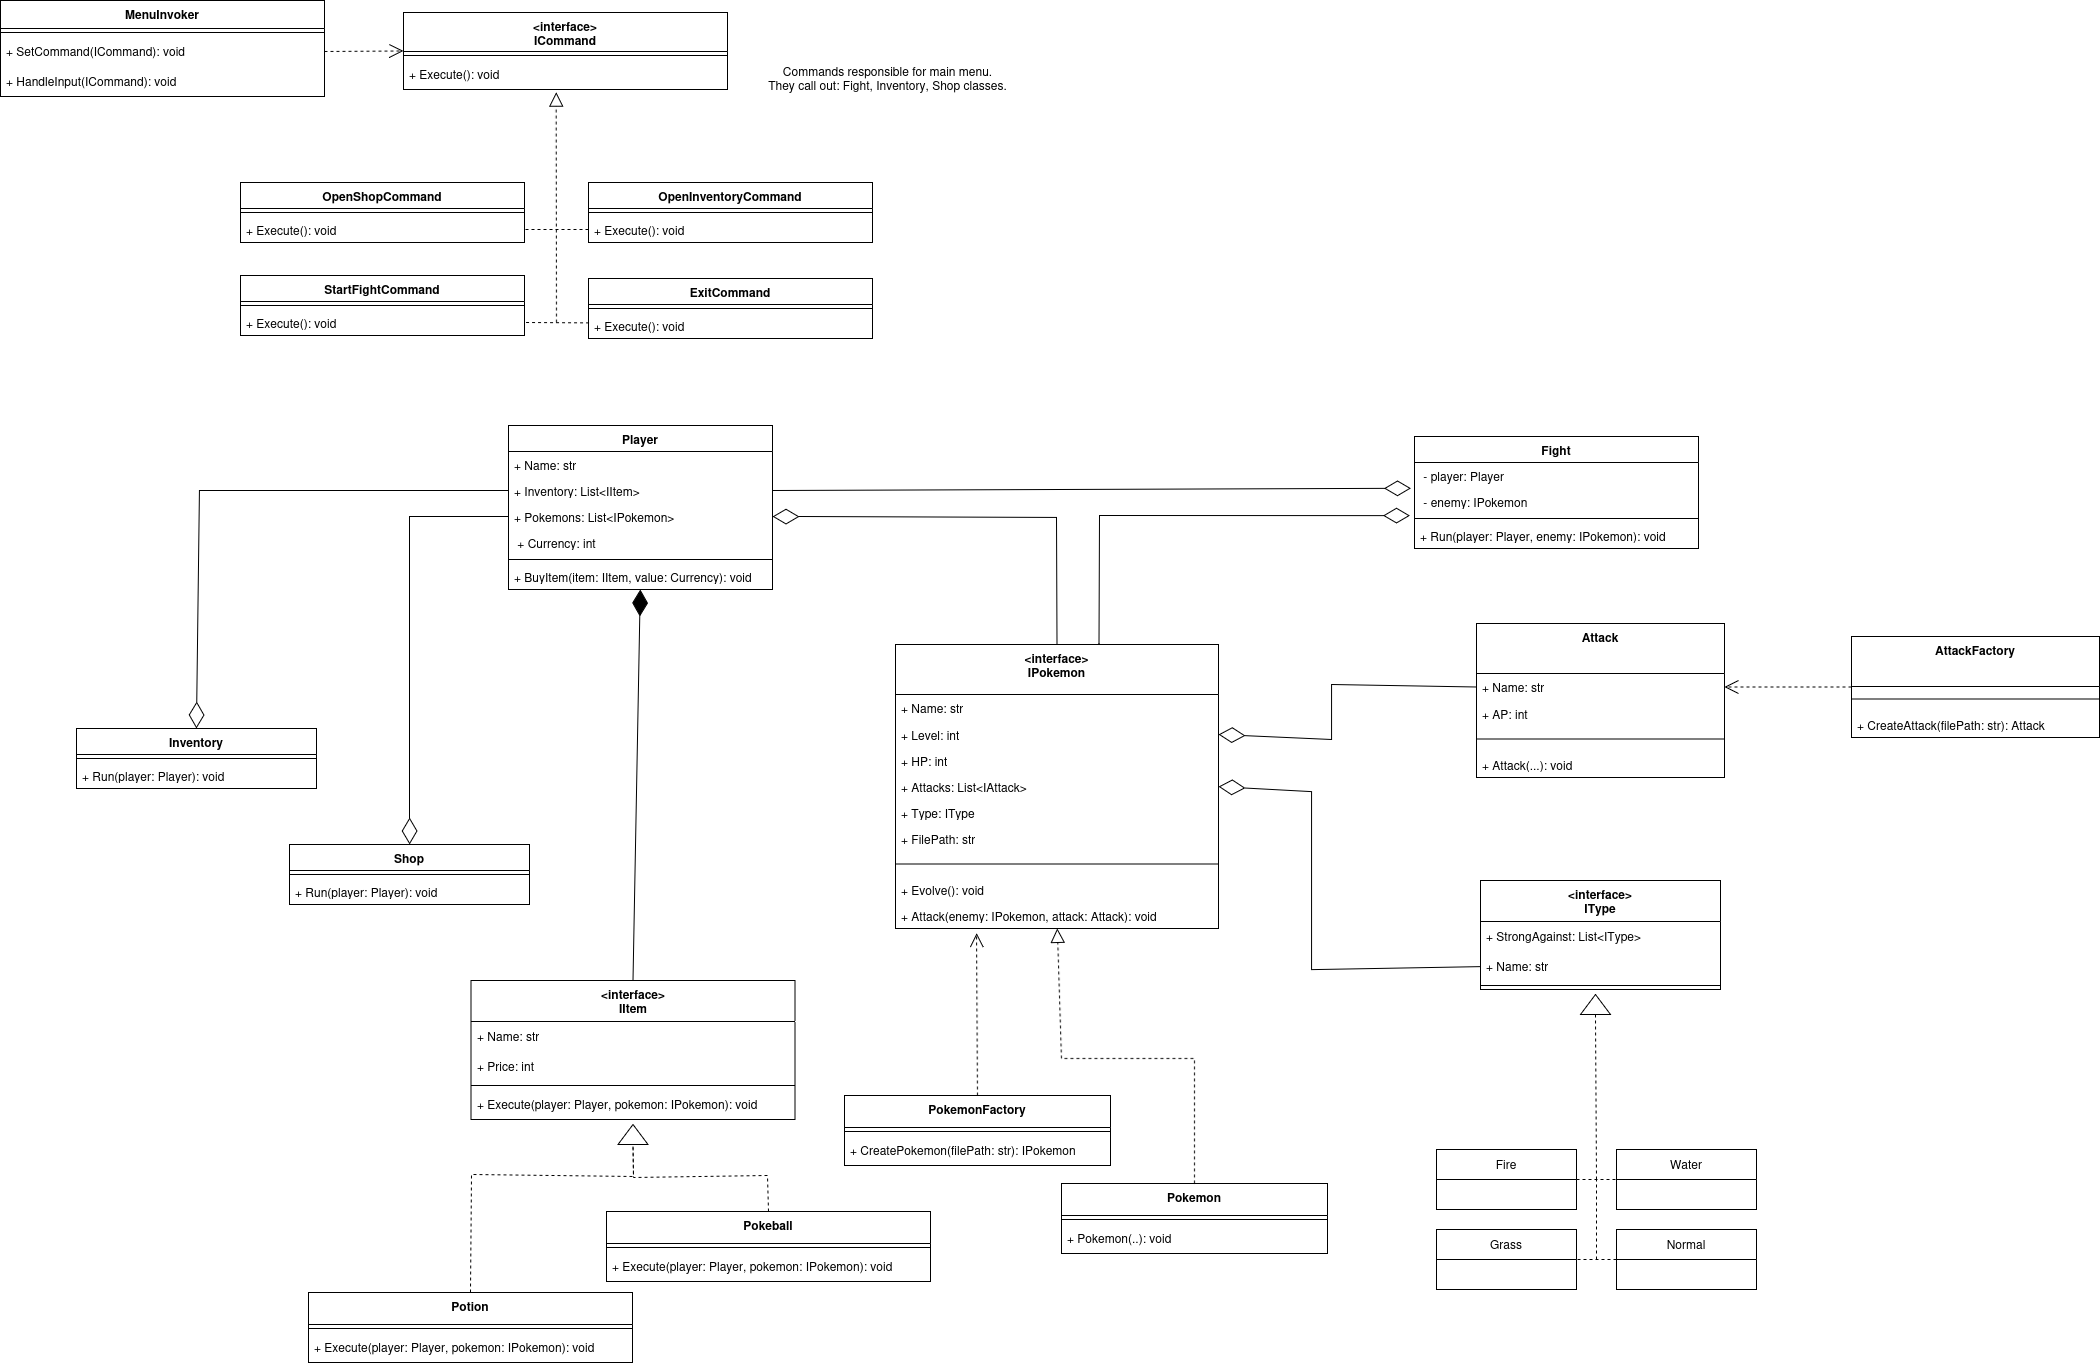 MenuInvoker
+ SetCommand(ICommand): void
+ HandleInput(ICommand): void
<interface>
ICommand
+ Execute(): void
Commands responsible for main menu.
They call out: Fight, Inventory, Shop classes.
OpenShopCommand
+ Execute(): void
OpenInventoryCommand
+ Execute(): void
StartFightCommand
+ Execute(): void
ExitCommand
+ Execute(): void
Player
+ Name: str
+ Inventory: List<IItem>
+ Pokemons: List<IPokemon>
+ Currency: int
+ BuyItem(item: IItem, value: Currency): void
Fight
- player: Player
- enemy: IPokemon
+ Run(player: Player, enemy: IPokemon): void
<interface>
IPokemon
+ Name: str
+ Level: int
+ HP: int
+ Attacks: List<IAttack>
+ Type: IType
+ FilePath: str
+ Evolve(): void
+ Attack(enemy: IPokemon, attack: Attack): void
Attack
+ Name: str
+ AP: int
+ Attack(...): void
AttackFactory
+ CreateAttack(filePath: str): Attack
Inventory
+ Run(player: Player): void
Shop
+ Run(player: Player): void
<interface>
IType
+ StrongAgainst: List<IType>
+ Name: str
<interface>
IItem
+ Name: str
+ Price: int
+ Execute(player: Player, pokemon: IPokemon): void
PokemonFactory
+ CreatePokemon(filePath: str): IPokemon
Pokemon
+ Pokemon(..): void
Fire
Water
Grass
Normal
Pokeball
+ Execute(player: Player, pokemon: IPokemon): void
Potion
+ Execute(player: Player, pokemon: IPokemon): void